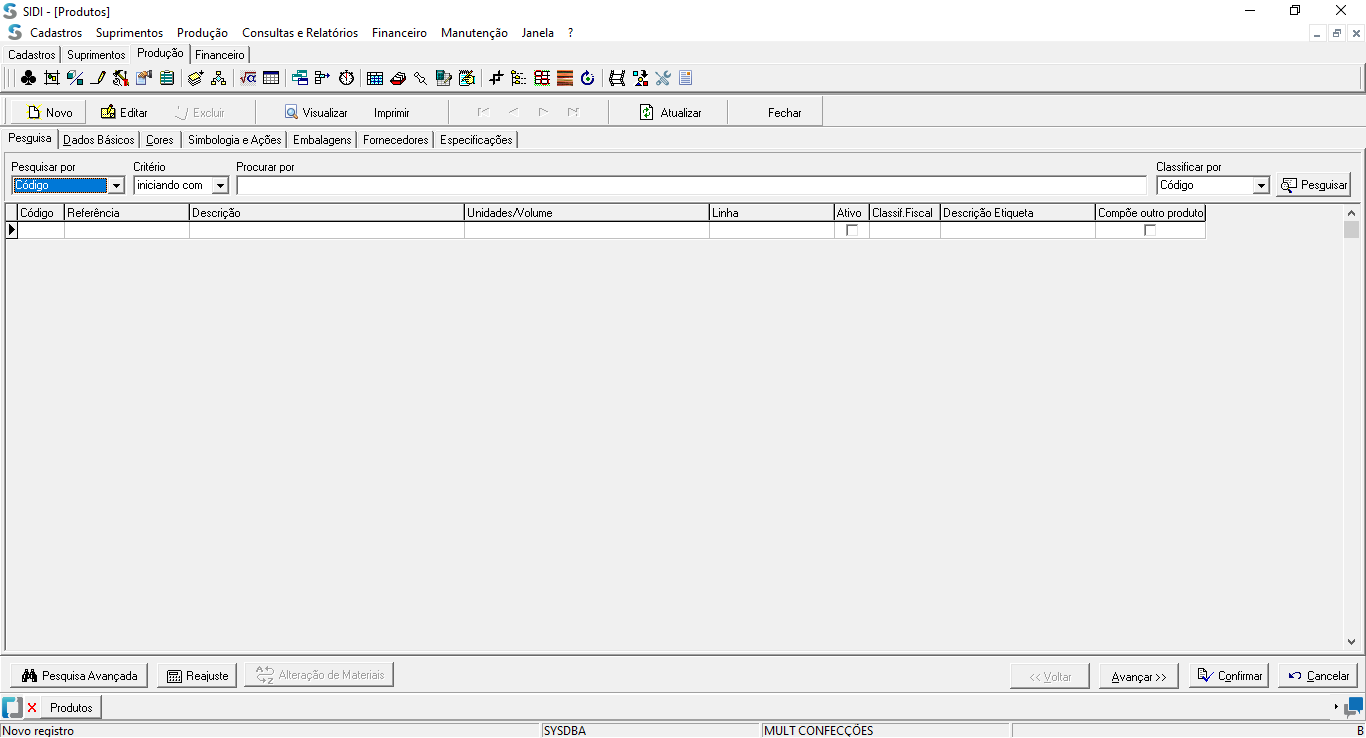 SIDI - [Produtos]
Cadastros Suprimentos Produção Consultas e Relatórios Financeiro Manutenção Janela ?
Cadastros Suprimentos Produção Financeiro
Novo Editar Excluir Visualizar Imprimir Atualizar Fechar
Pesquisa Dados Básicos Cores Simbologia e Ações Embalagens Fornecedores Especificações
Pesquisar por Critério Procurar por Classificar por
Código iniciando com Código Pesquisar
Código Referência Descrição Unidades/Volume Linha Ativo Classif.Fiscal Descrição Etiqueta Compõe outro produto
Pesquisa Avançada Reajuste Alteração de Materiais << Voltar Avançar >> Confirmar Cancelar
Produtos
Novo registro SYSDBA MULT CONFECÇÕES B